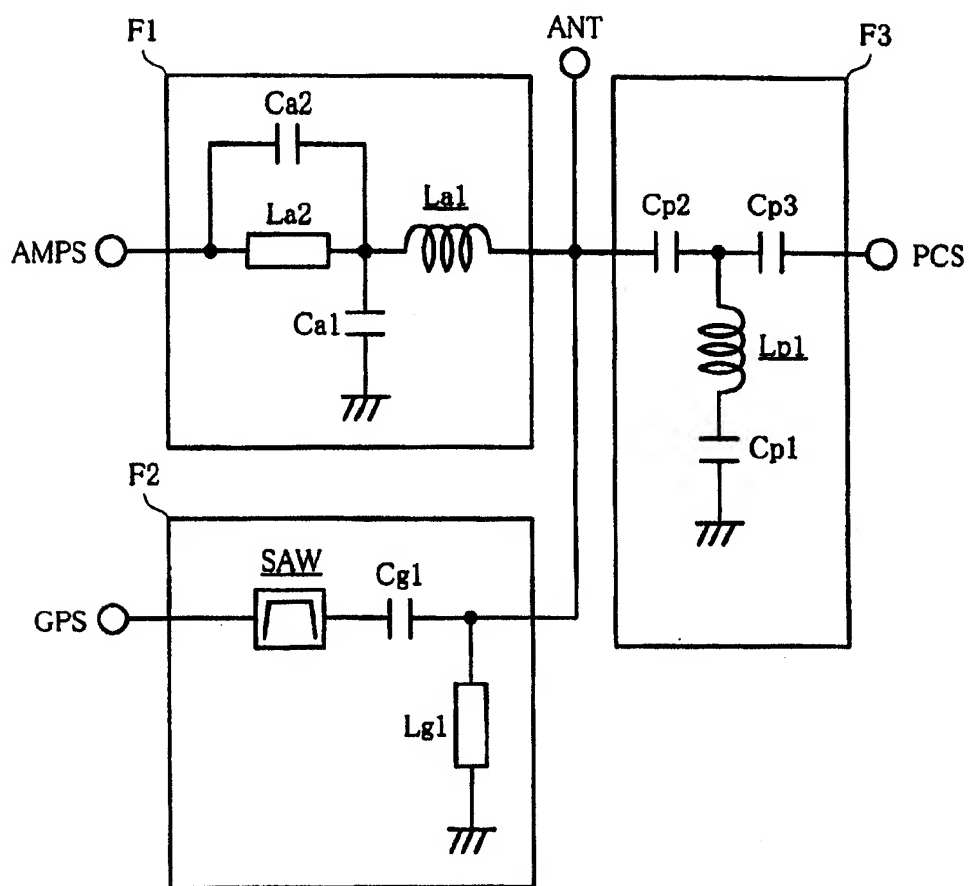 F1
ANT
F3
Ca2
La2
La1
Cp2
Cp3
AMPS
PCS
Ca1
Lp1
Cp1
F2
SAW
Cg1
GPS
Lg1